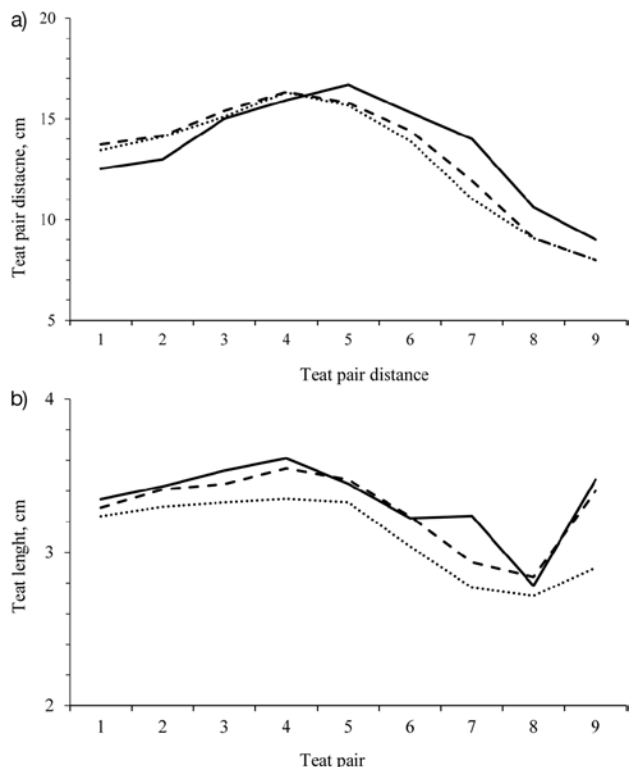 a)
20
15
10
5
Teat pair distacne, cm
1 2 3 4 5 6 7 8 9
Teat pair distance
b)
4
3
2
Teat lenght, cm
1 2 3 4 5 6 7 8 9
Teat pair